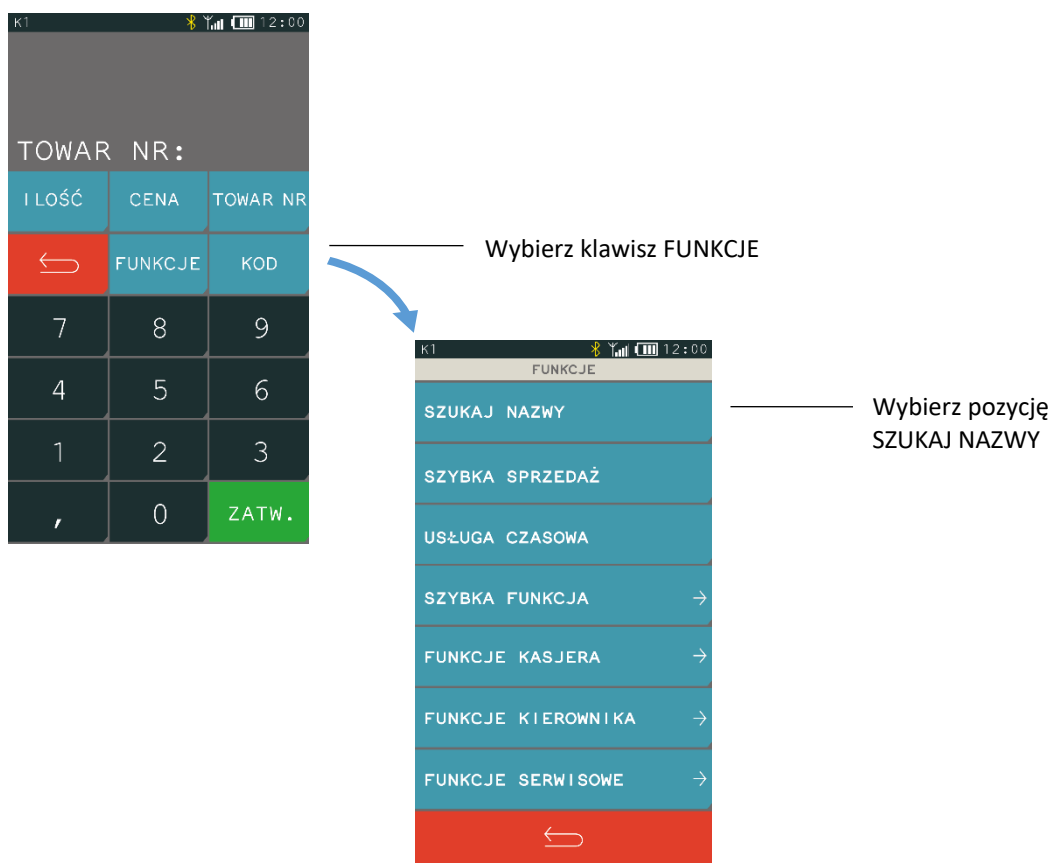 K1 12:00
TOWAR NR:
ILOŚĆ CENA TOWAR NR
FUNKCJE KOD
7 8 9
4 5 6
1 2 3
, 0 ZATW.
Wybierz klawisz FUNKCJE
K1 12:00
FUNKCJE
SZUKAJ NAZWY
SZYBKA SPRZEDAŻ
USŁUGA CZASOWA
SZYBKA FUNKCJA
FUNKCJE KASJERA
FUNKCJE KIEROWNIKA
FUNKCJE SERWISOWE
Wybierz pozycję
SZUKAJ NAZWY